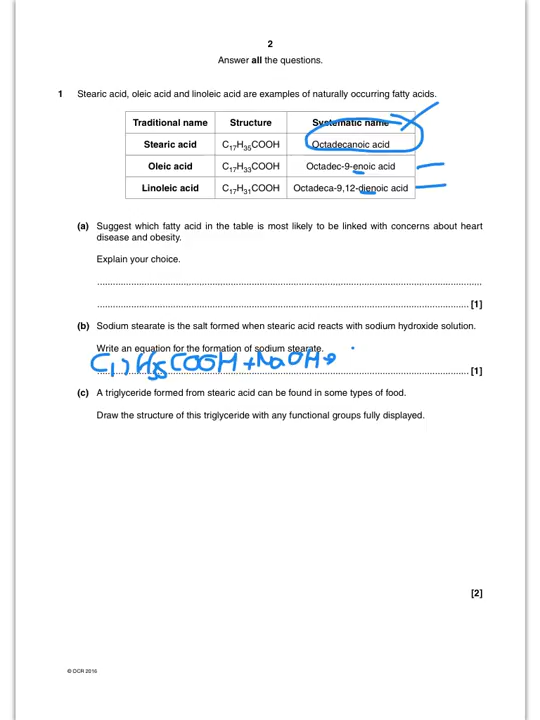 2
Answer all the questions.
1 Stearic acid, oleic acid and linoleic acid are examples of naturally occurring fatty acids.
Traditional name Structure Systematic name
Stearic acid C₁₇H₃₅COOH Octadecanoic acid
Oleic acid C₁₇H₃₃COOH Octadec-9-enoic acid
Linoleic acid C₁₇H₃₁COOH Octadeca-9,12-dienoic acid
(a) Suggest which fatty acid in the table is most likely to be linked with concerns about heart
disease and obesity.
Explain your choice.
[1]
(b) Sodium stearate is the salt formed when stearic acid reacts with sodium hydroxide solution.
Write an equation for the formation of sodium stearate.
C₁₇H₃₅COOH + NaOH →
[1]
(c) A triglyceride formed from stearic acid can be found in some types of food.
Draw the structure of this triglyceride with any functional groups fully displayed.
[2]
© OCR 2016